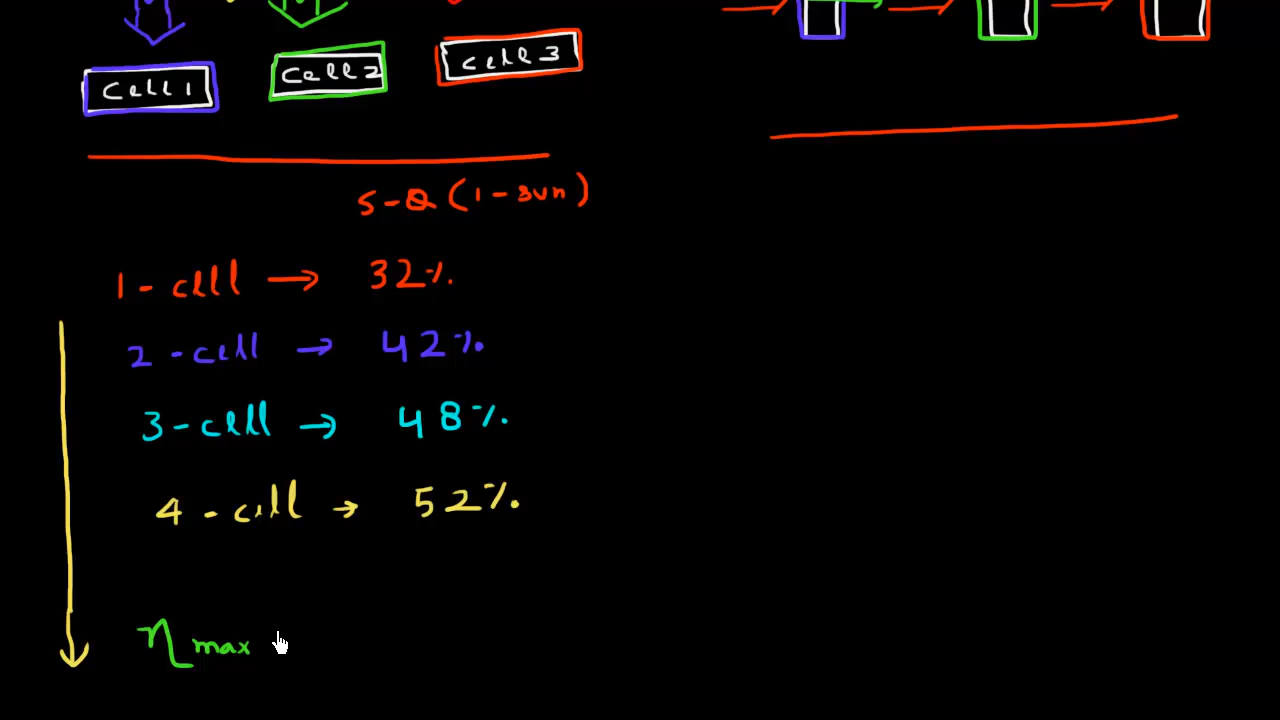 Cell 1
Cell 2
Cell 3
S-Q (1-sun)
1-cell → 32%
2-cell → 42%
3-cell → 48%
4-cell → 52%
η max